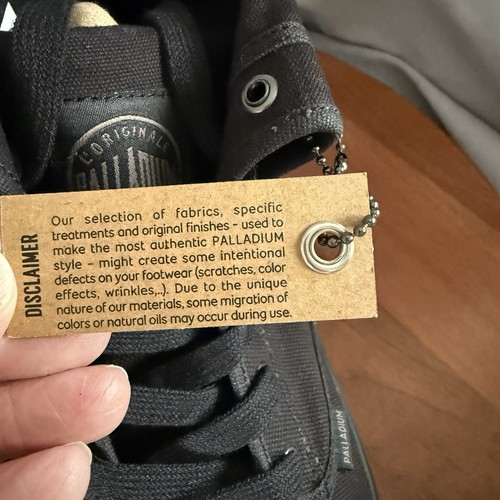 L'ORIGINALE
PALLADIUM
DISCLAIMER
Our selection of fabrics, specific
treatments and original finishes - used to
make the most authentic PALLADIUM
style - might create some intentional
defects on your footwear (scratches, color
effects, wrinkles,..). Due to the unique
nature of our materials, some migration of
colors or natural oils may occur during use.
PALLADIUM